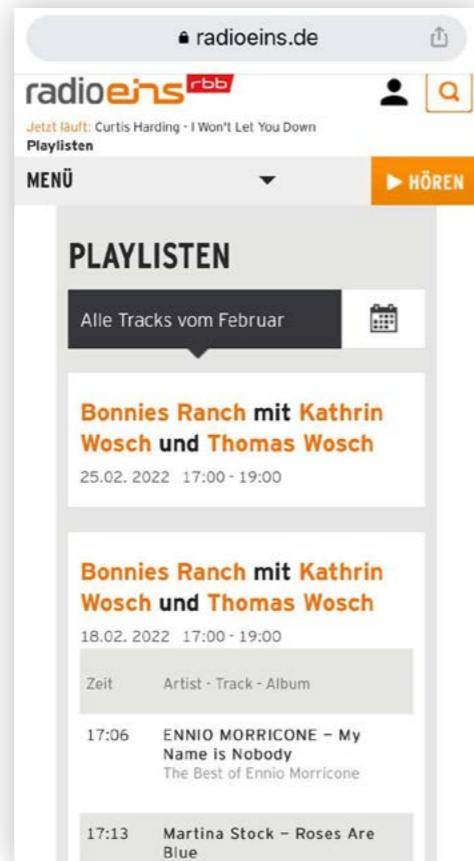 radioeins.de
radioeins rbb
Jetzt läuft: Curtis Harding - I Won't Let You Down
Playlisten
MENÜ
HÖREN
PLAYLISTEN
Alle Tracks vom Februar
Bonnies Ranch mit Kathrin
Wosch und Thomas Wosch
25.02. 2022 17:00 - 19:00
Bonnies Ranch mit Kathrin
Wosch und Thomas Wosch
18.02. 2022 17:00 - 19:00
Zeit Artist - Track - Album
17:06 ENNIO MORRICONE – My
Name is Nobody
The Best of Ennio Morricone
17:13 Martina Stock – Roses Are
Blue